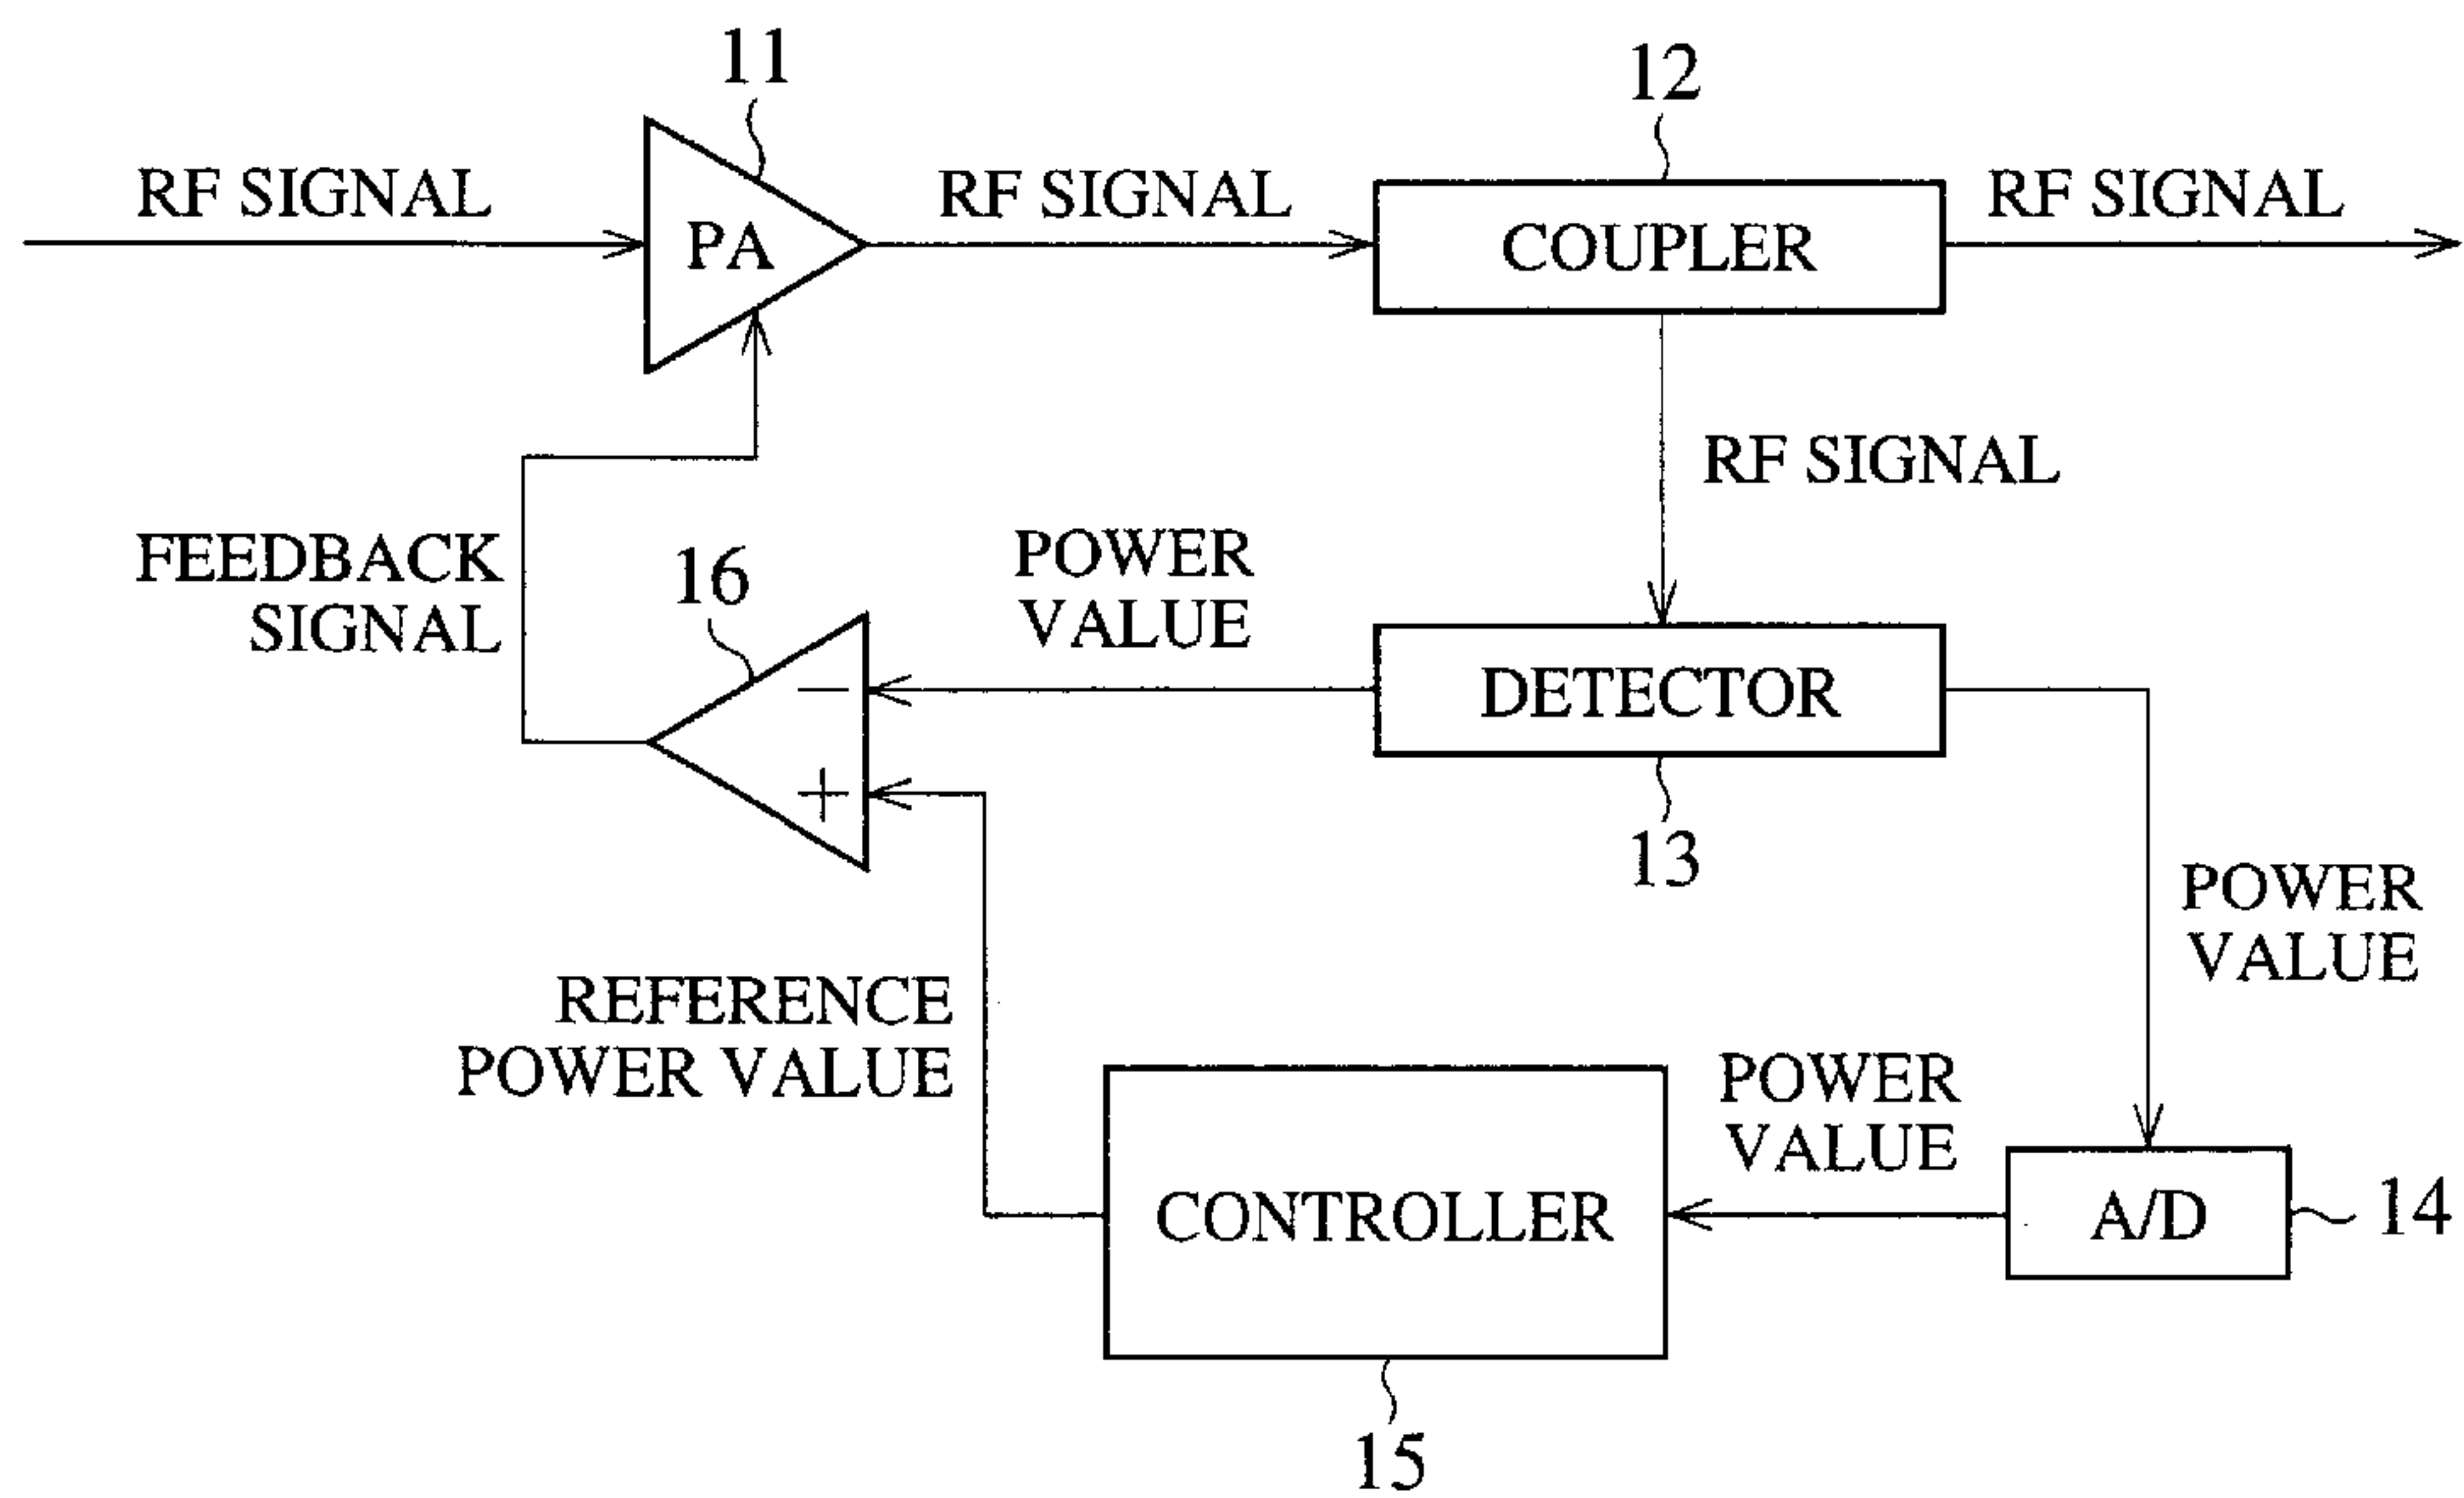 11
12
RF SIGNAL
RF SIGNAL
RF SIGNAL
PA
COUPLER
RF SIGNAL
FEEDBACK
SIGNAL
16
POWER
VALUE
−
DETECTOR
+
13
POWER
VALUE
REFERENCE
POWER VALUE
POWER
VALUE
CONTROLLER
A/D
14
15